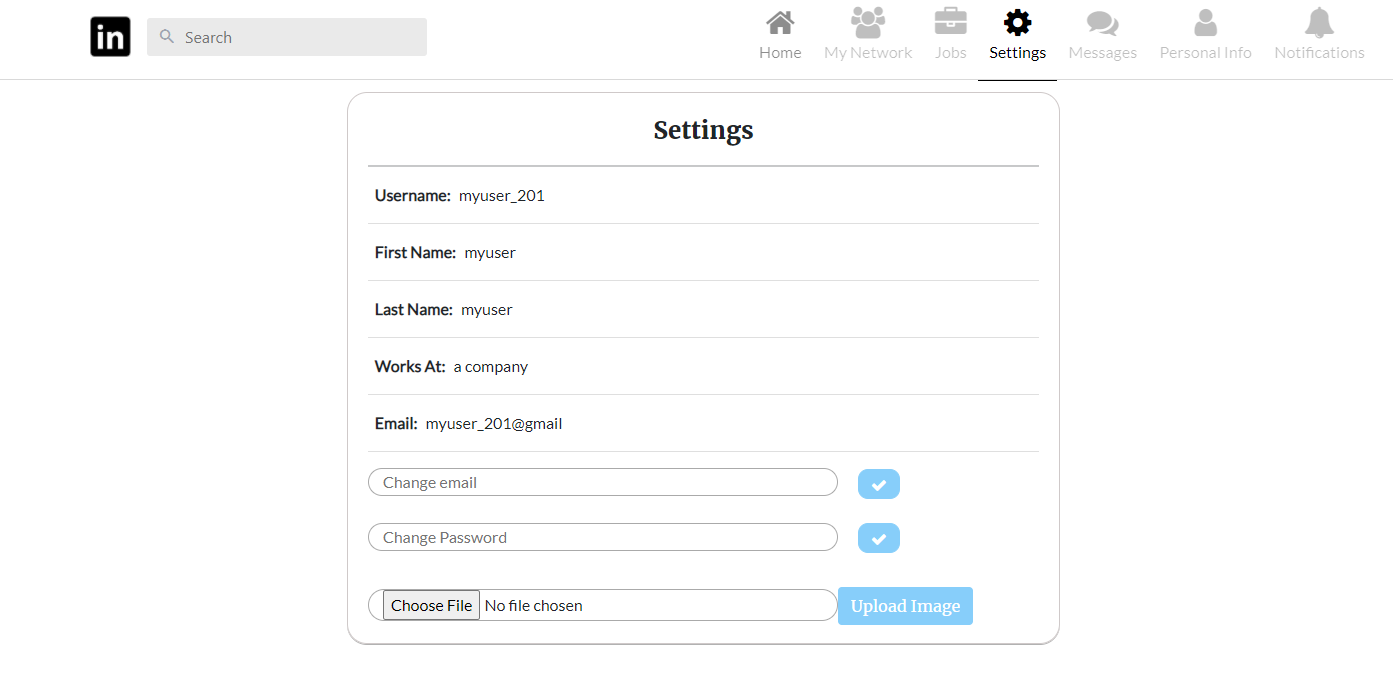 in
Search
Home My Network Jobs Settings Messages Personal Info Notifications
Settings
Username: myuser_201
First Name: myuser
Last Name: myuser
Works At: a company
Email: myuser_201@gmail
Change email
Change Password
Choose File No file chosen Upload Image